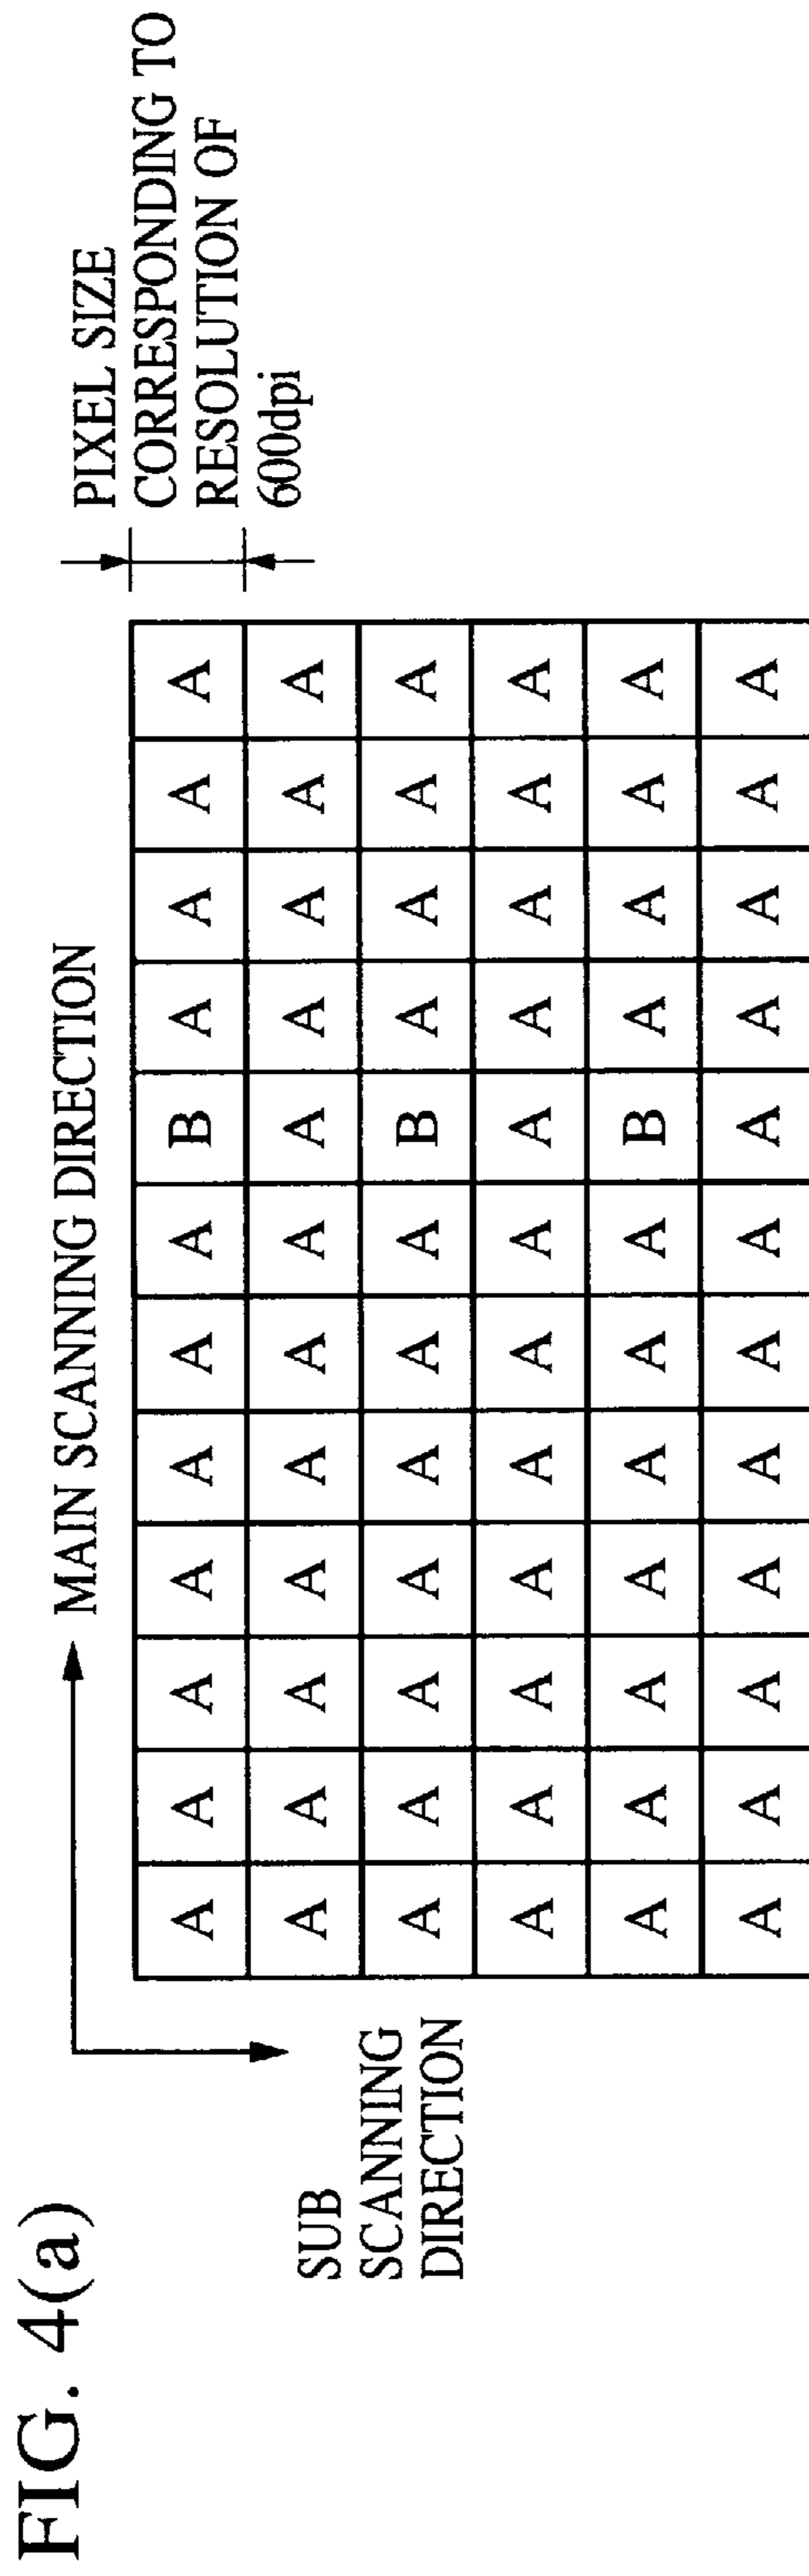 FIG. 4(a)
MAIN SCANNING DIRECTION
SUB
SCANNING
DIRECTION
PIXEL SIZE
CORRESPONDING TO
RESOLUTION OF
600dpi
A A A A A A A B A A A A
A A A A A A A A A A A A
A A A A A A A B A A A A
A A A A A A A A A A A A
A A A A A A A B A A A A
A A A A A A A A A A A A